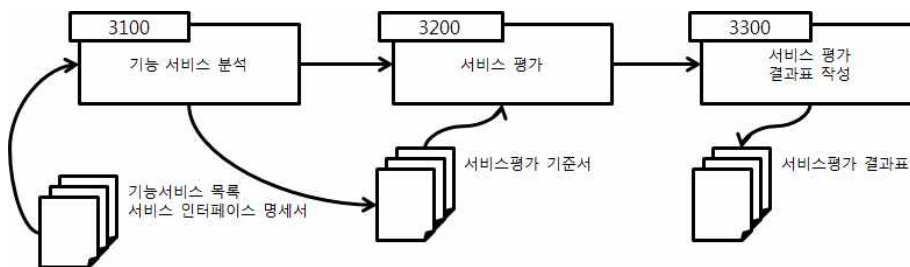 3100
기능 서비스 분석
3200
서비스 평가
3300
서비스 평가
결과표 작성
기능서비스 목록
서비스 인터페이스 명세서
서비스평가 기준서
서비스평가 결과표